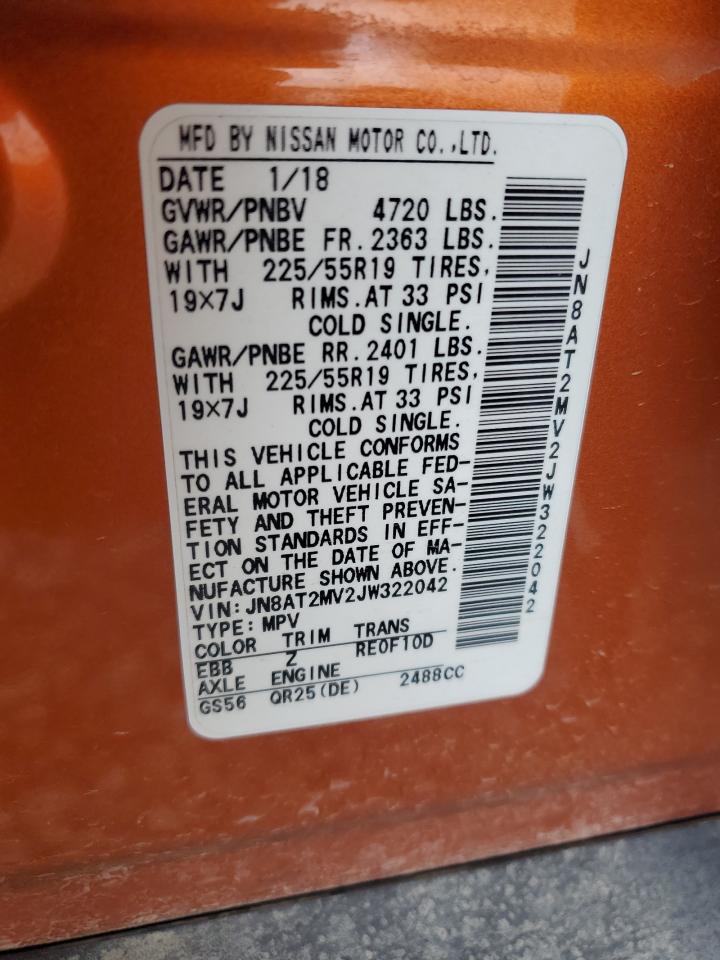 MFD BY NISSAN MOTOR CO.,LTD.
DATE 1/18
GVWR/PNBV 4720 LBS.
GAWR/PNBE FR. 2363 LBS.
WITH 225/55R19 TIRES,
19×7J RIMS. AT 33 PSI
COLD SINGLE.
GAWR/PNBE RR. 2401 LBS.
WITH 225/55R19 TIRES,
19×7J RIMS. AT 33 PSI
COLD SINGLE.
THIS VEHICLE CONFORMS
TO ALL APPLICABLE FED-
ERAL MOTOR VEHICLE SA-
FETY AND THEFT PREVEN-
TION STANDARDS IN EFF-
ECT ON THE DATE OF MA-
NUFACTURE SHOWN ABOVE.
VIN:JN8AT2MV2JW322042
TYPE:MPV
COLOR TRIM TRANS
EBB Z RE0F10D
AXLE ENGINE
GS56 QR25(DE) 2488CC
JN8AT2MV2JW322042